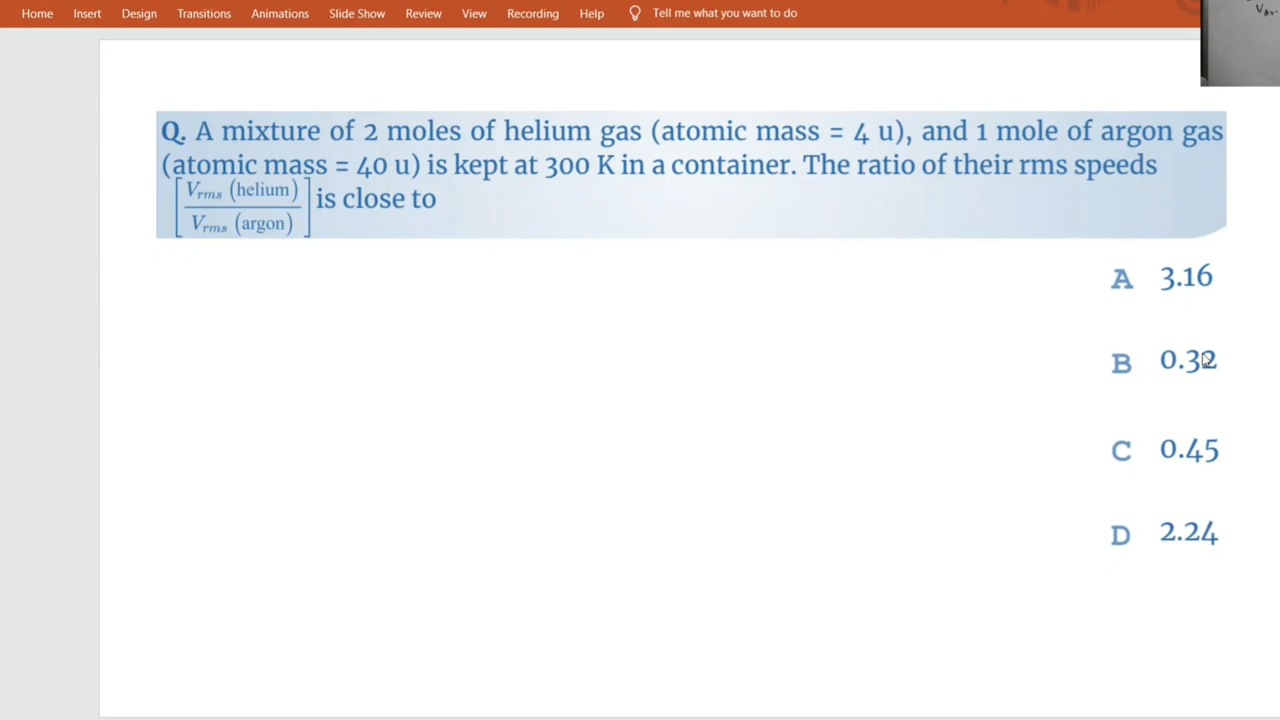 Home Insert Design Transitions Animations Slide Show Review View Recording Help Tell me what you want to do
Q. A mixture of 2 moles of helium gas (atomic mass = 4 u), and 1 mole of argon gas
(atomic mass = 40 u) is kept at 300 K in a container. The ratio of their rms speeds
[V_rms (helium) / V_rms (argon)] is close to
A 3.16
B 0.32
C 0.45
D 2.24